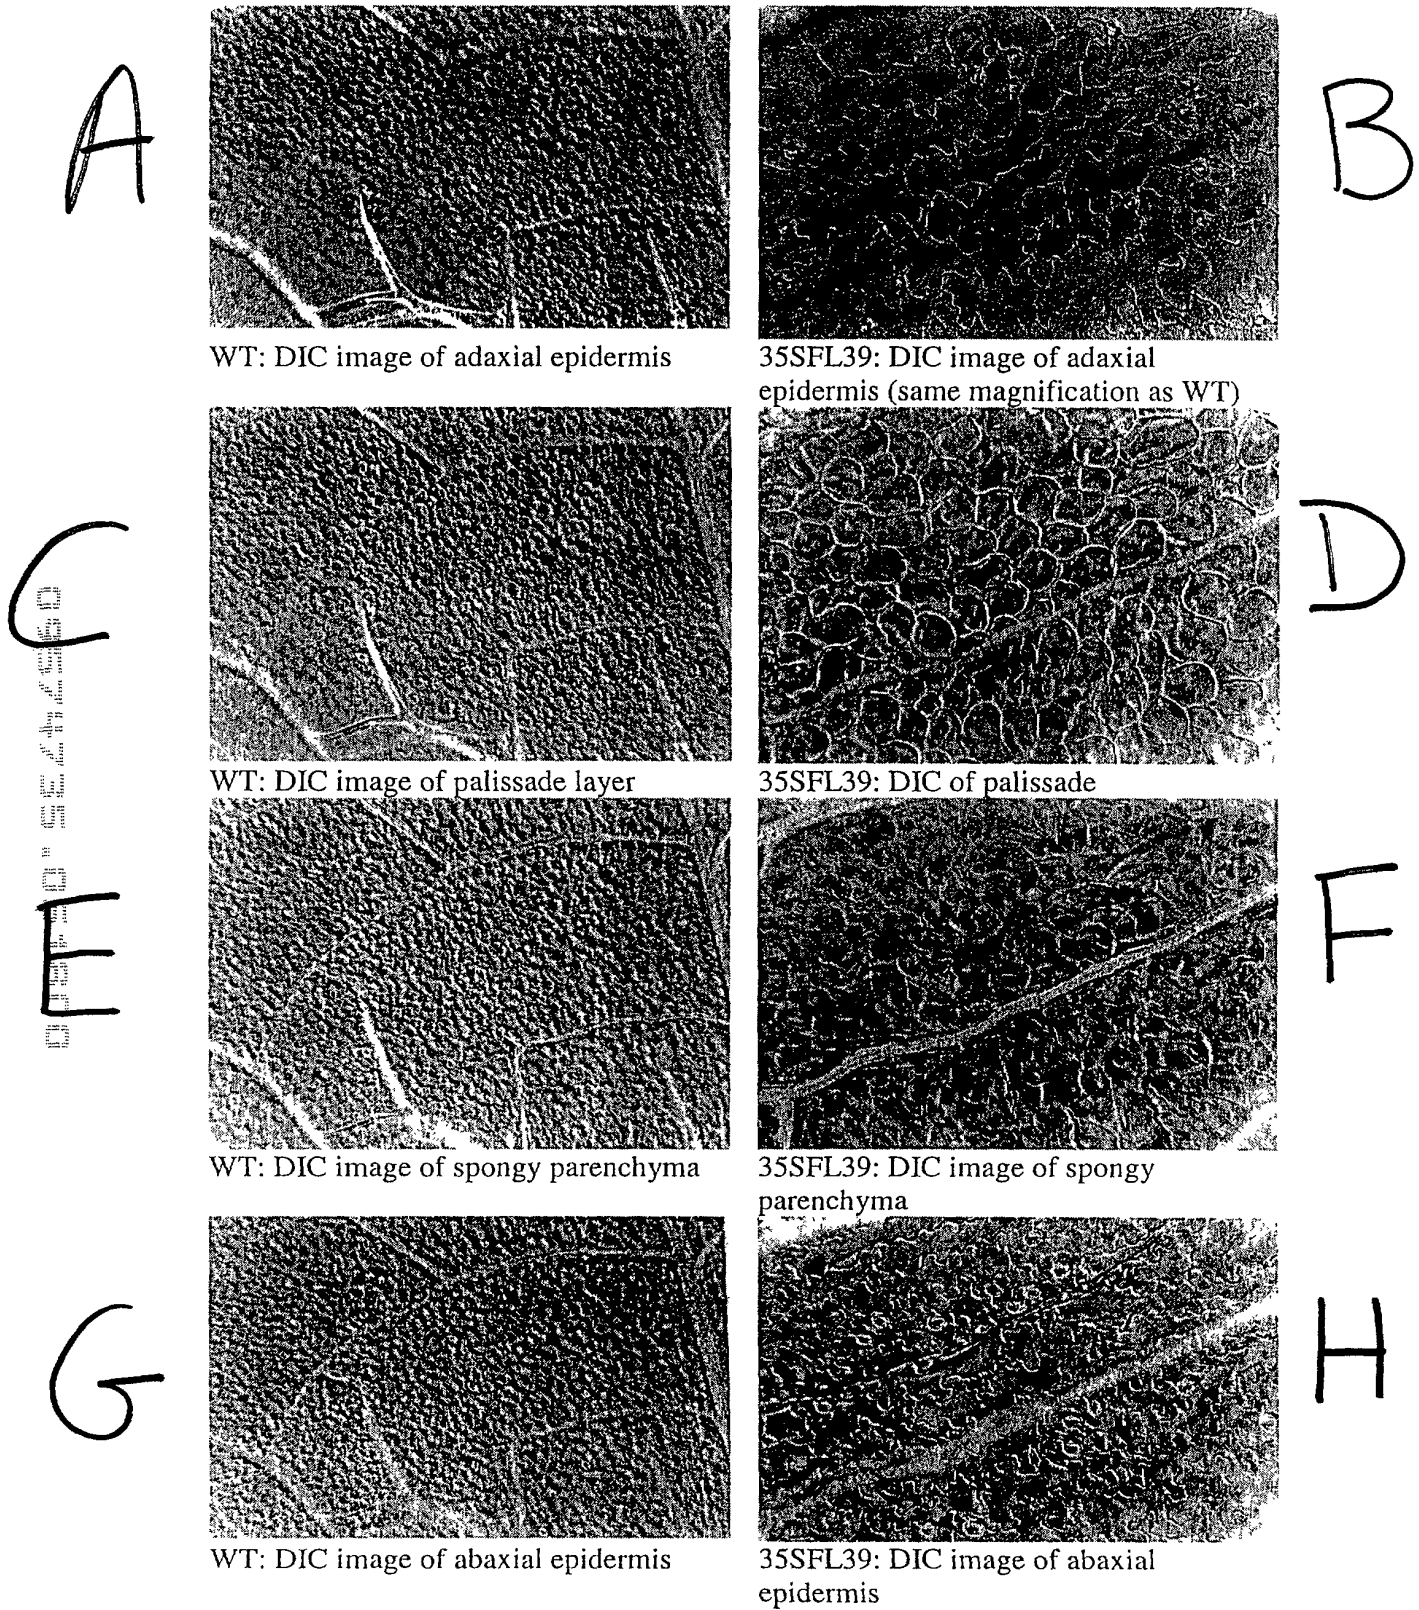 A
B
WT: DIC image of adaxial epidermis
35SFL39: DIC image of adaxial
epidermis (same magnification as WT)
C
D
WT: DIC image of palissade layer
35SFL39: DIC of palissade
E
F
WT: DIC image of spongy parenchyma
35SFL39: DIC image of spongy
parenchyma
G
H
WT: DIC image of abaxial epidermis
35SFL39: DIC image of abaxial
epidermis